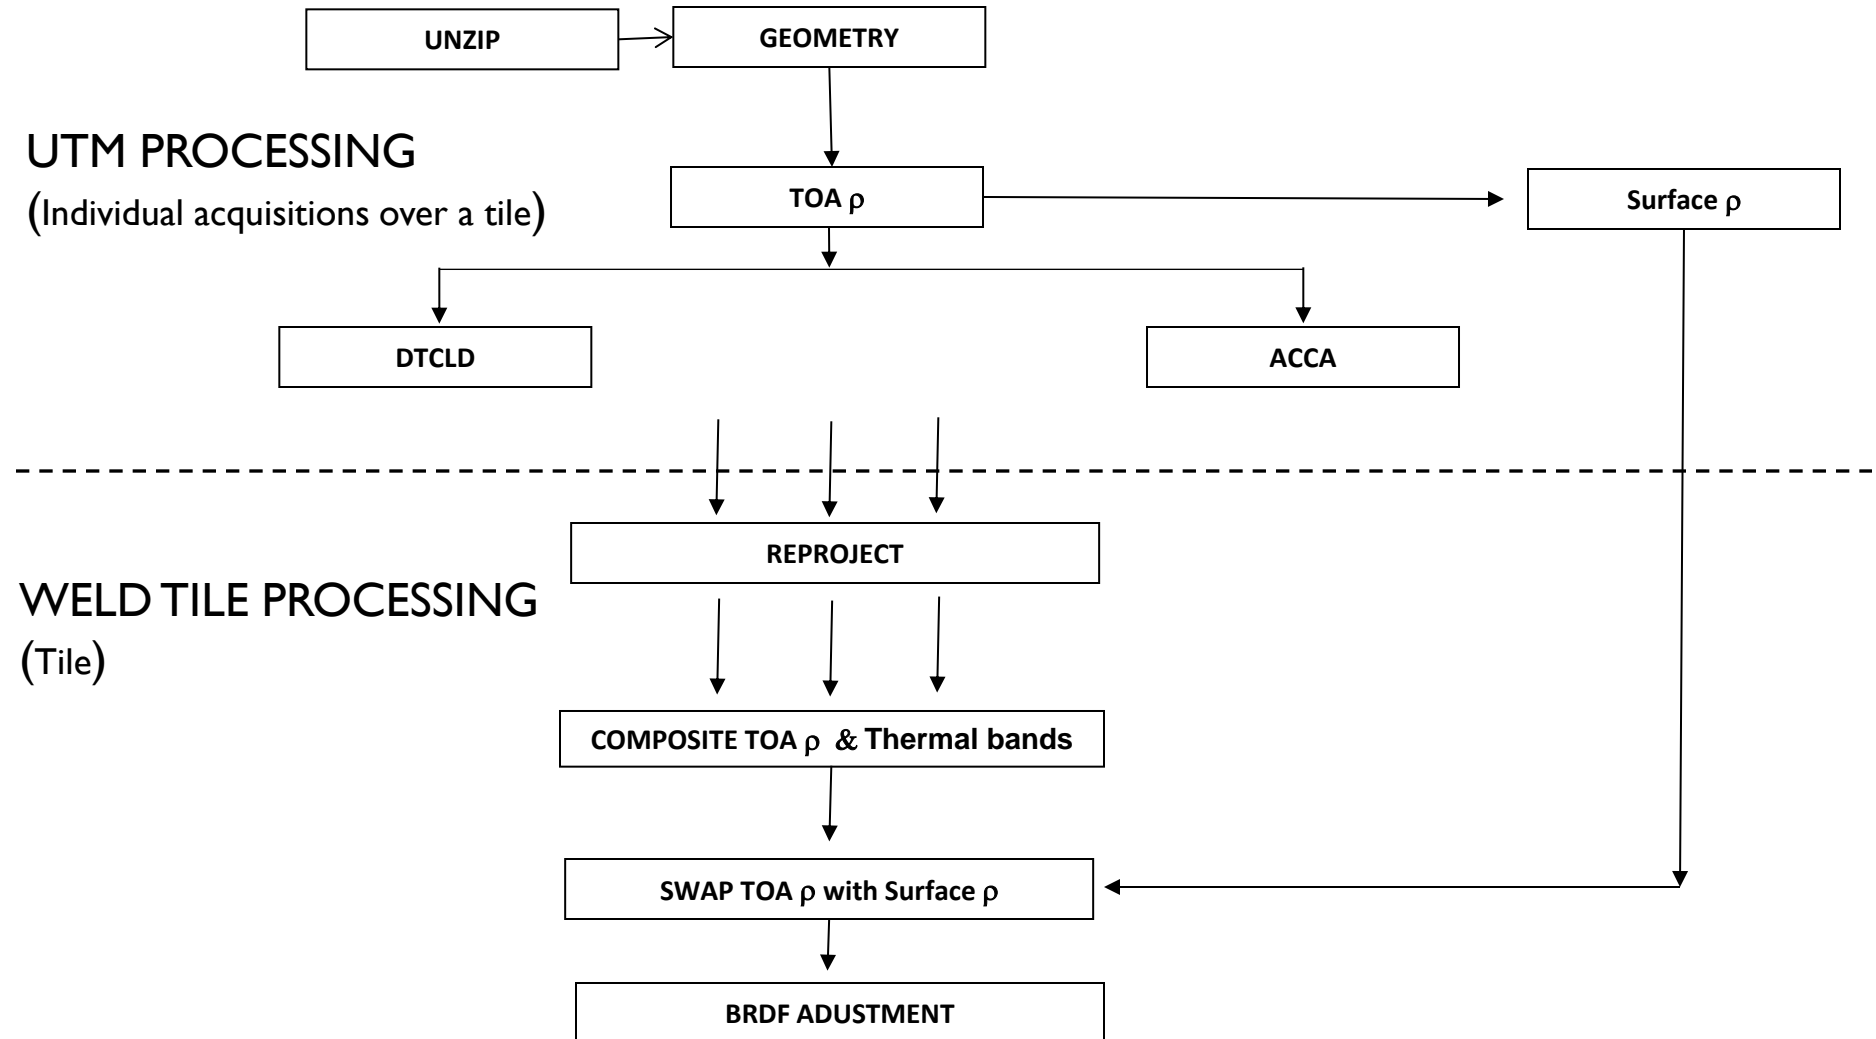 UNZIP
GEOMETRY
UTM PROCESSING
(Individual acquisitions over a tile)
TOA ρ
Surface ρ
DTCLD
ACCA
REPROJECT
WELD TILE PROCESSING
(Tile)
COMPOSITE TOA ρ & Thermal bands
SWAP TOA ρ with Surface ρ
BRDF ADUSTMENT